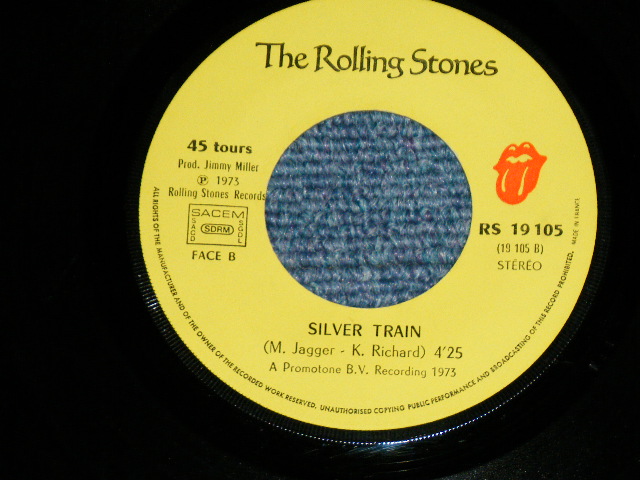 The Rolling Stones
45 tours
Prod. Jimmy Miller
Ⓟ 1973
Rolling Stones Records
SACEM
SACD
SDRM
SGDL
FACE B
RS 19 105
(19 105 B)
STÉRÉO
MADE IN FRANCE
SILVER TRAIN
(M. Jagger - K. Richard) 4'25
A Promotone B.V. Recording 1973
ALL RIGHTS OF THE MANUFACTURER AND OF THE OWNER OF THE RECORDED WORK RESERVED. UNAUTHORISED COPYING PUBLIC PERFORMANCE AND BROADCASTING OF THIS RECORD PROHIBITED.